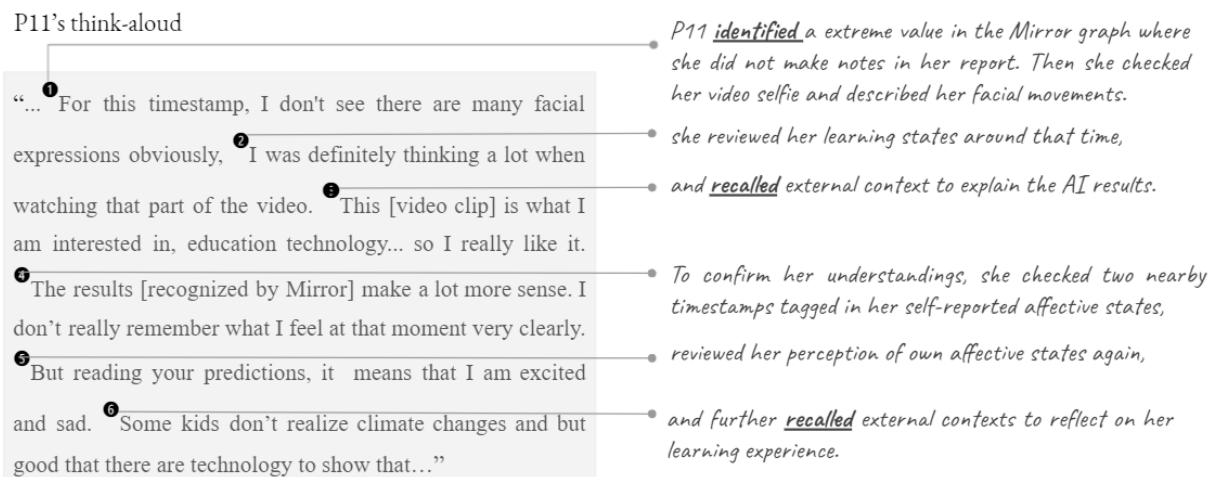 P11's think-aloud
“...❶For this timestamp, I don't see there are many facial
expressions obviously, ❷I was definitely thinking a lot when
watching that part of the video. ❸This [video clip] is what I
am interested in, education technology... so I really like it.
❹The results [recognized by Mirror] make a lot more sense. I
don’t really remember what I feel at that moment very clearly.
❺But reading your predictions, it means that I am excited
and sad. ❻Some kids don’t realize climate changes and but
good that there are technology to show that…”
P11 identified a extreme value in the Mirror graph where
she did not make notes in her report. Then she checked
her video selfie and described her facial movements.
she reviewed her learning states around that time,
and recalled external context to explain the AI results.
To confirm her understandings, she checked two nearby
timestamps tagged in her self-reported affective states,
reviewed her perception of own affective states again,
and further recalled external contexts to reflect on her
learning experience.